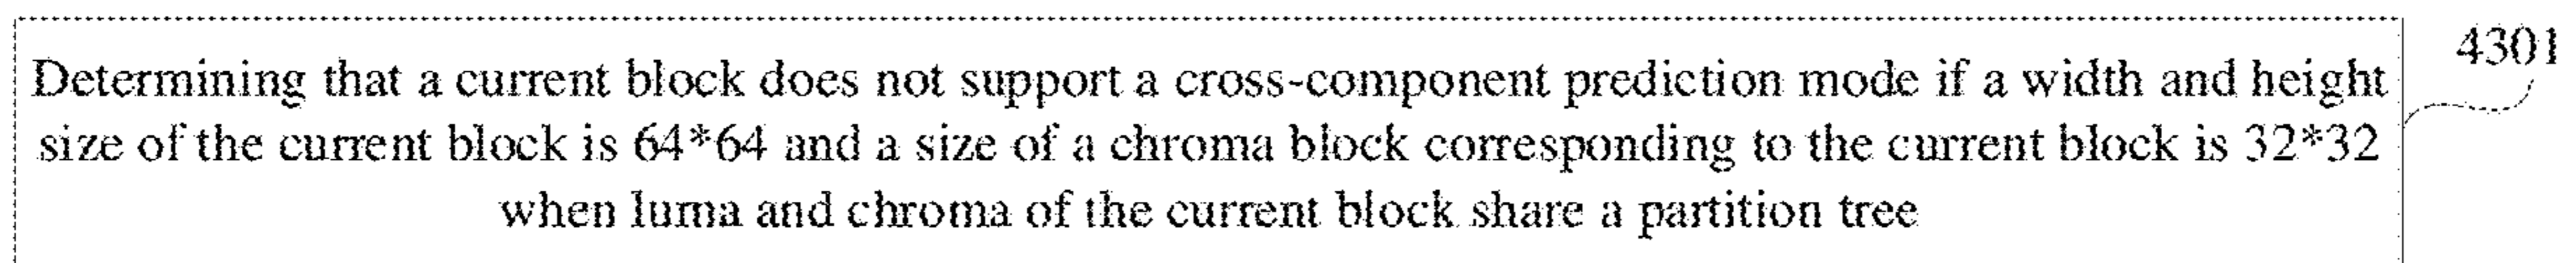 Determining that a current block does not support a cross-component prediction mode if a width and height
size of the current block is 64*64 and a size of a chroma block corresponding to the current block is 32*32
when luma and chroma of the current block share a partition tree
4301